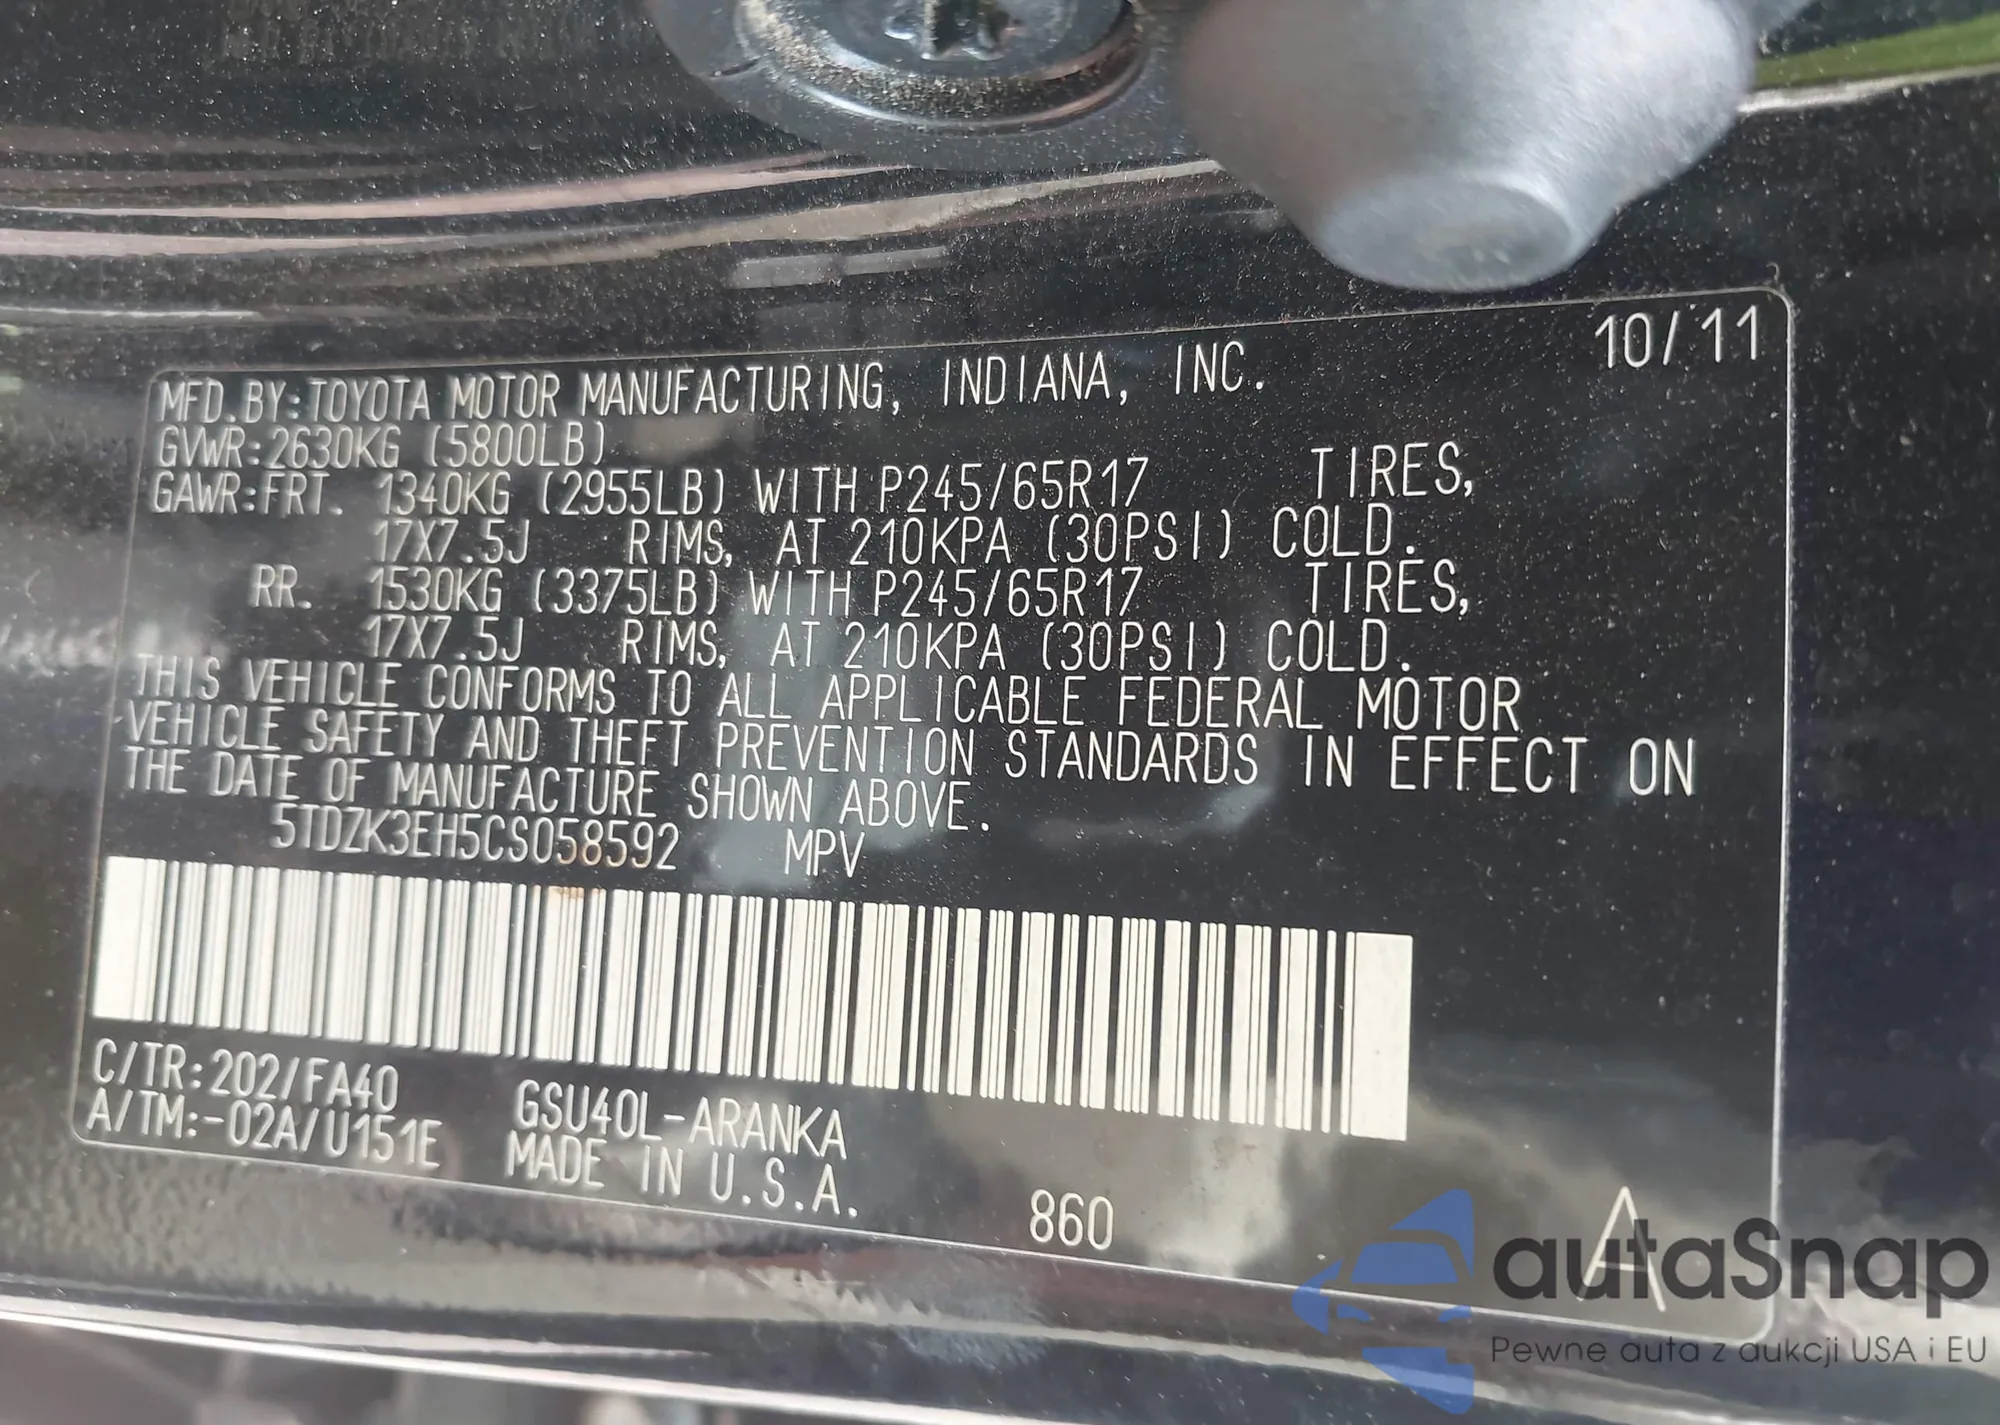 10/11
MFD.BY:TOYOTA MOTOR MANUFACTURING, INDIANA, INC.
GVWR:2630KG (5800LB)
GAWR:FRT. 1340KG (2955LB) WITH P245/65R17 TIRES,
17X7.5J RIMS, AT 210KPA (30PSI) COLD.
RR. 1530KG (3375LB) WITH P245/65R17 TIRES,
17X7.5J RIMS, AT 210KPA (30PSI) COLD.
THIS VEHICLE CONFORMS TO ALL APPLICABLE FEDERAL MOTOR
VEHICLE SAFETY AND THEFT PREVENTION STANDARDS IN EFFECT ON
THE DATE OF MANUFACTURE SHOWN ABOVE.
5TDZK3EH5CS058592 MPV
C/TR:202/FA40 GSU40L-ARANKA
A/TM:-02A/U151E MADE IN U.S.A.
860 A
autaSnap
Pewne auta z aukcji USA i EU